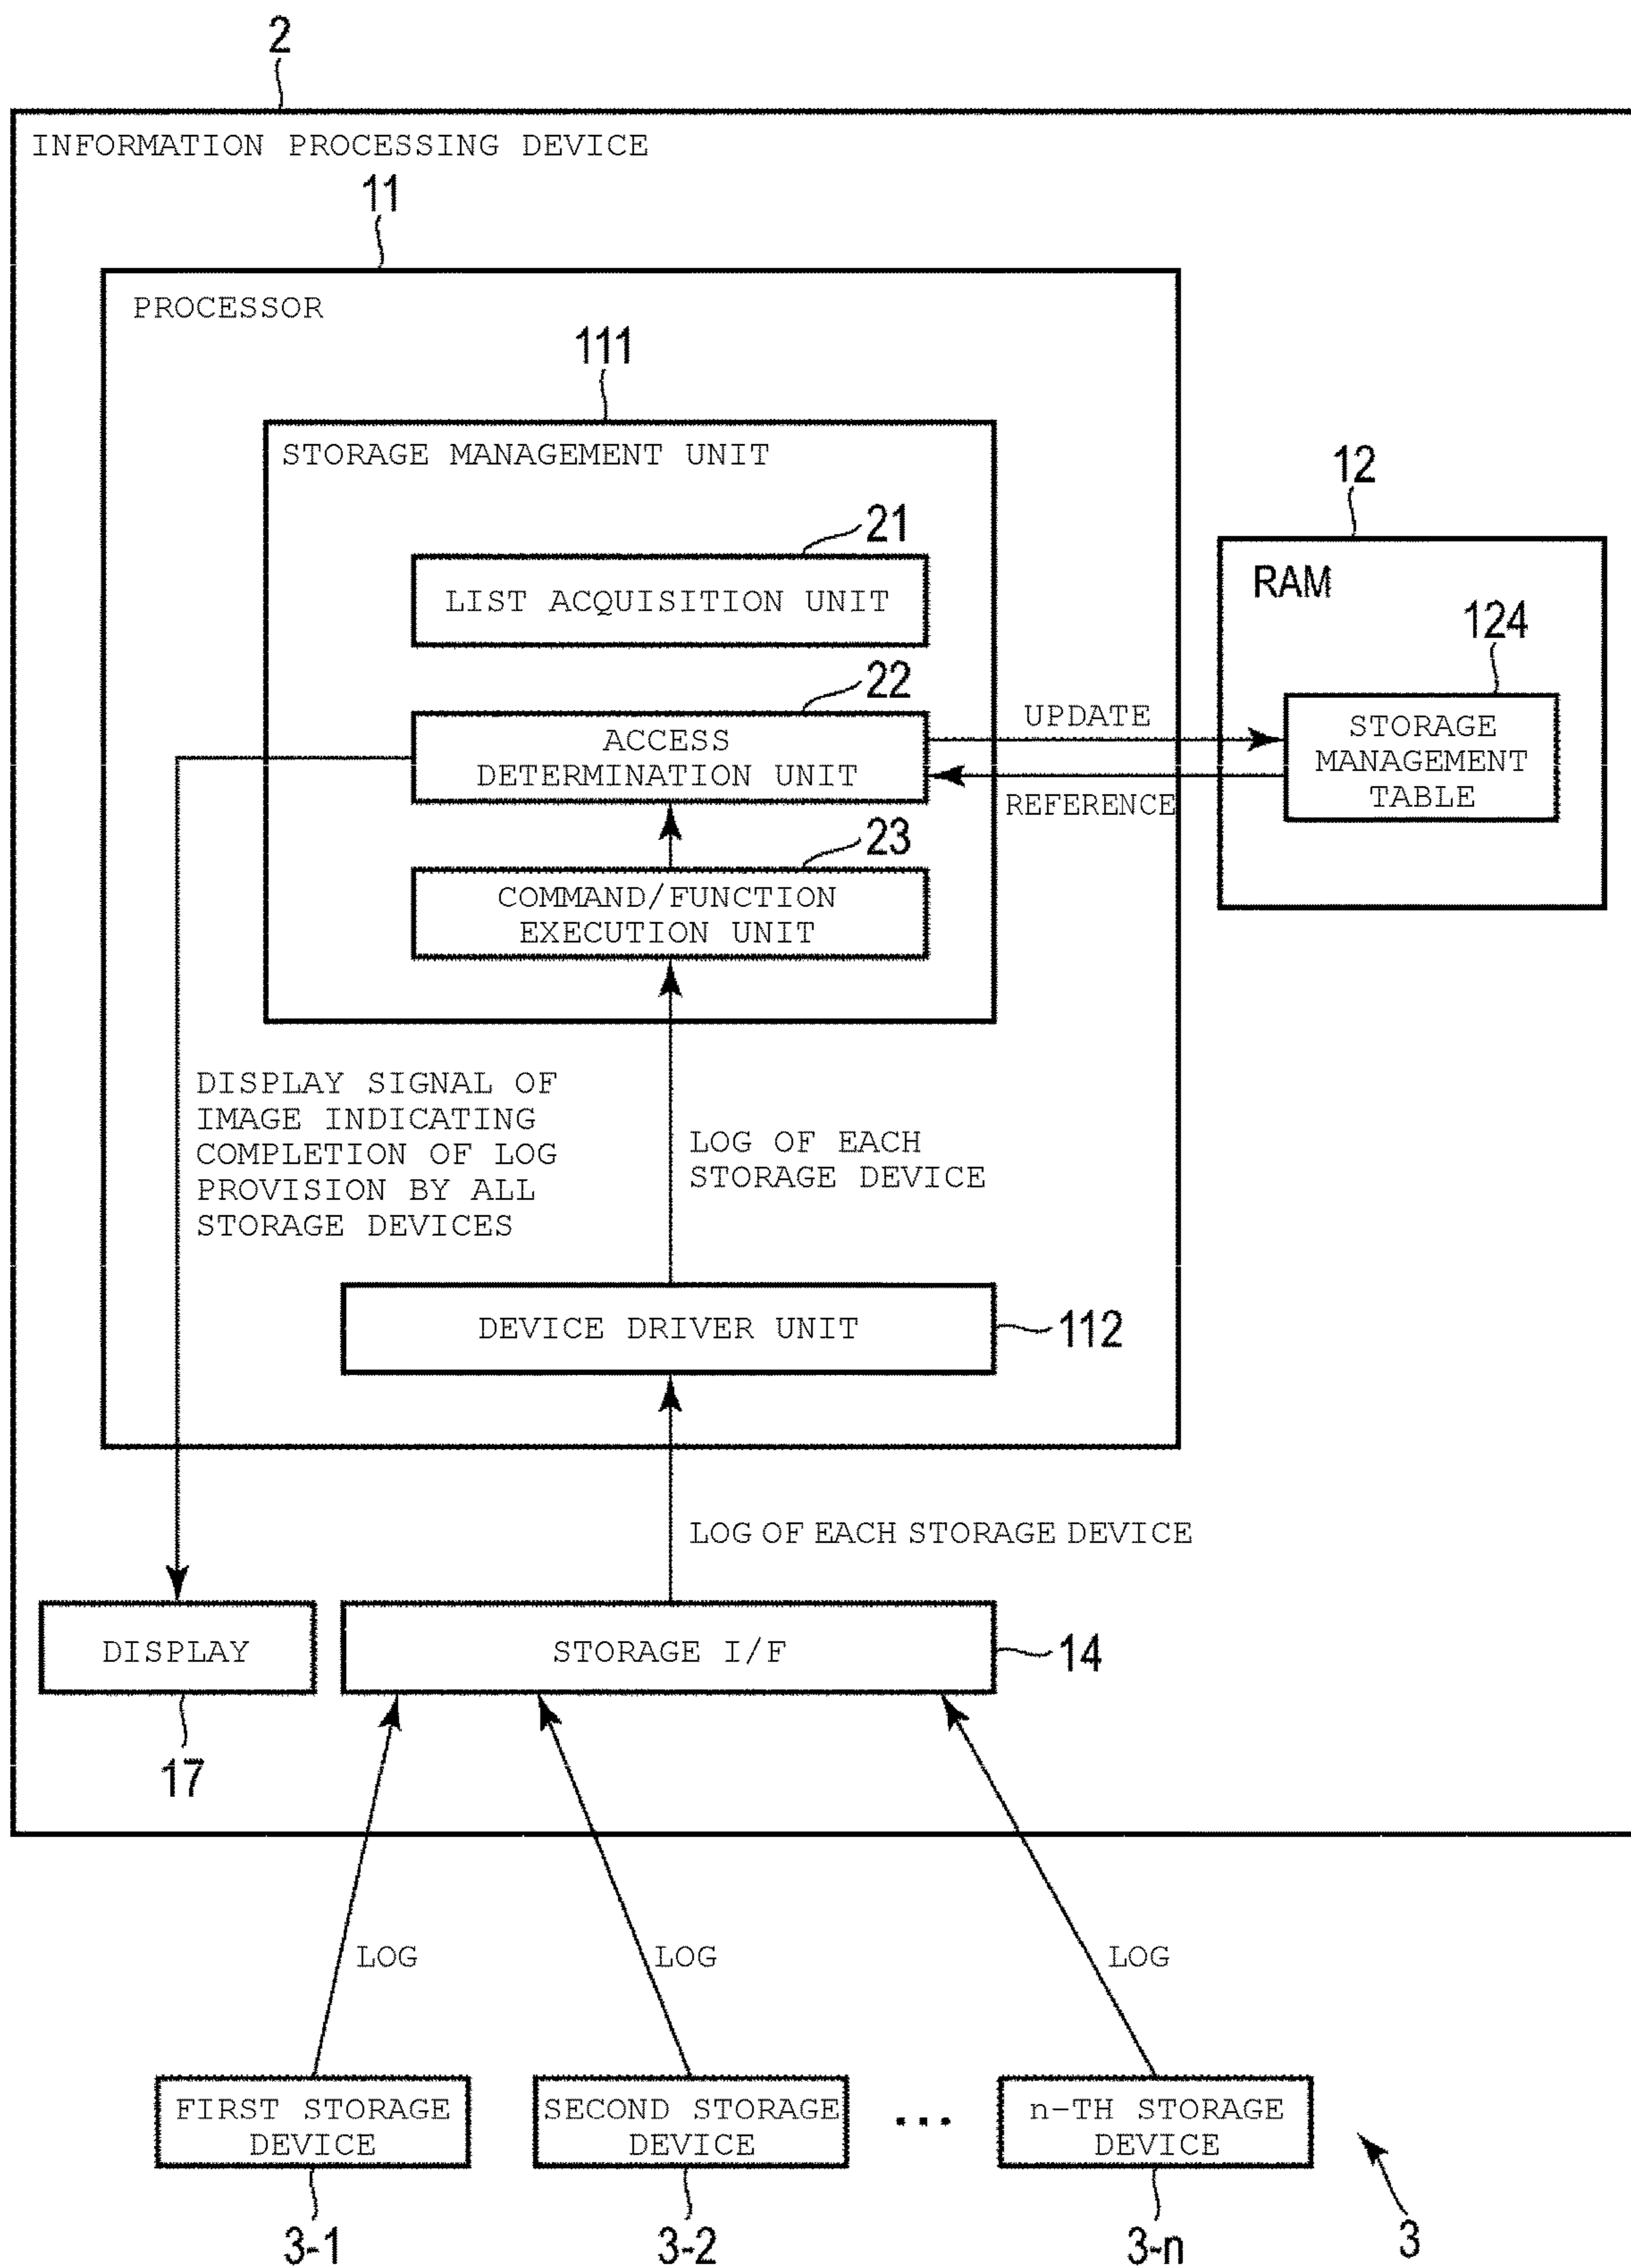 2
INFORMATION PROCESSING DEVICE
11
PROCESSOR
111
STORAGE MANAGEMENT UNIT
12
RAM
21
LIST ACQUISITION UNIT
124
22
ACCESS
DETERMINATION UNIT
UPDATE
REFERENCE
STORAGE
MANAGEMENT
TABLE
23
COMMAND/FUNCTION
EXECUTION UNIT
DISPLAY SIGNAL OF
IMAGE INDICATING
COMPLETION OF LOG
PROVISION BY ALL
STORAGE DEVICES
LOG OF EACH
STORAGE DEVICE
DEVICE DRIVER UNIT
112
LOG OF EACH STORAGE DEVICE
DISPLAY
STORAGE I/F
14
17
LOG
LOG
LOG
FIRST STORAGE
DEVICE
SECOND STORAGE
DEVICE
...
n-TH STORAGE
DEVICE
3-1
3-2
3-n
3